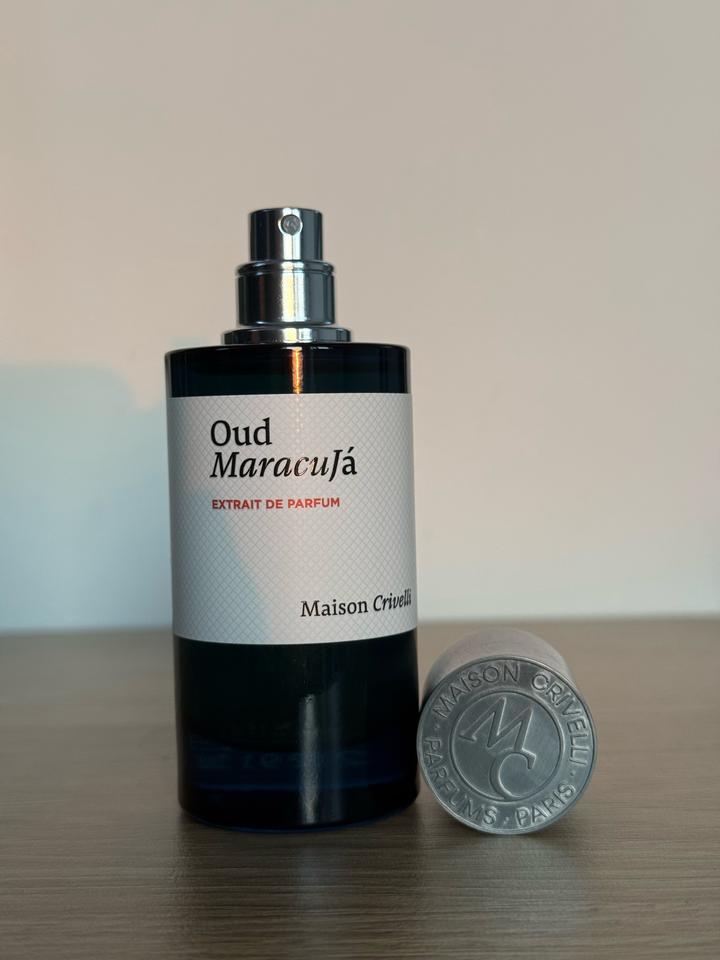 Oud
MaracuJá
EXTRAIT DE PARFUM
Maison Crivelli
MAISON CRIVELLI
PARFUMS · PARIS
MC